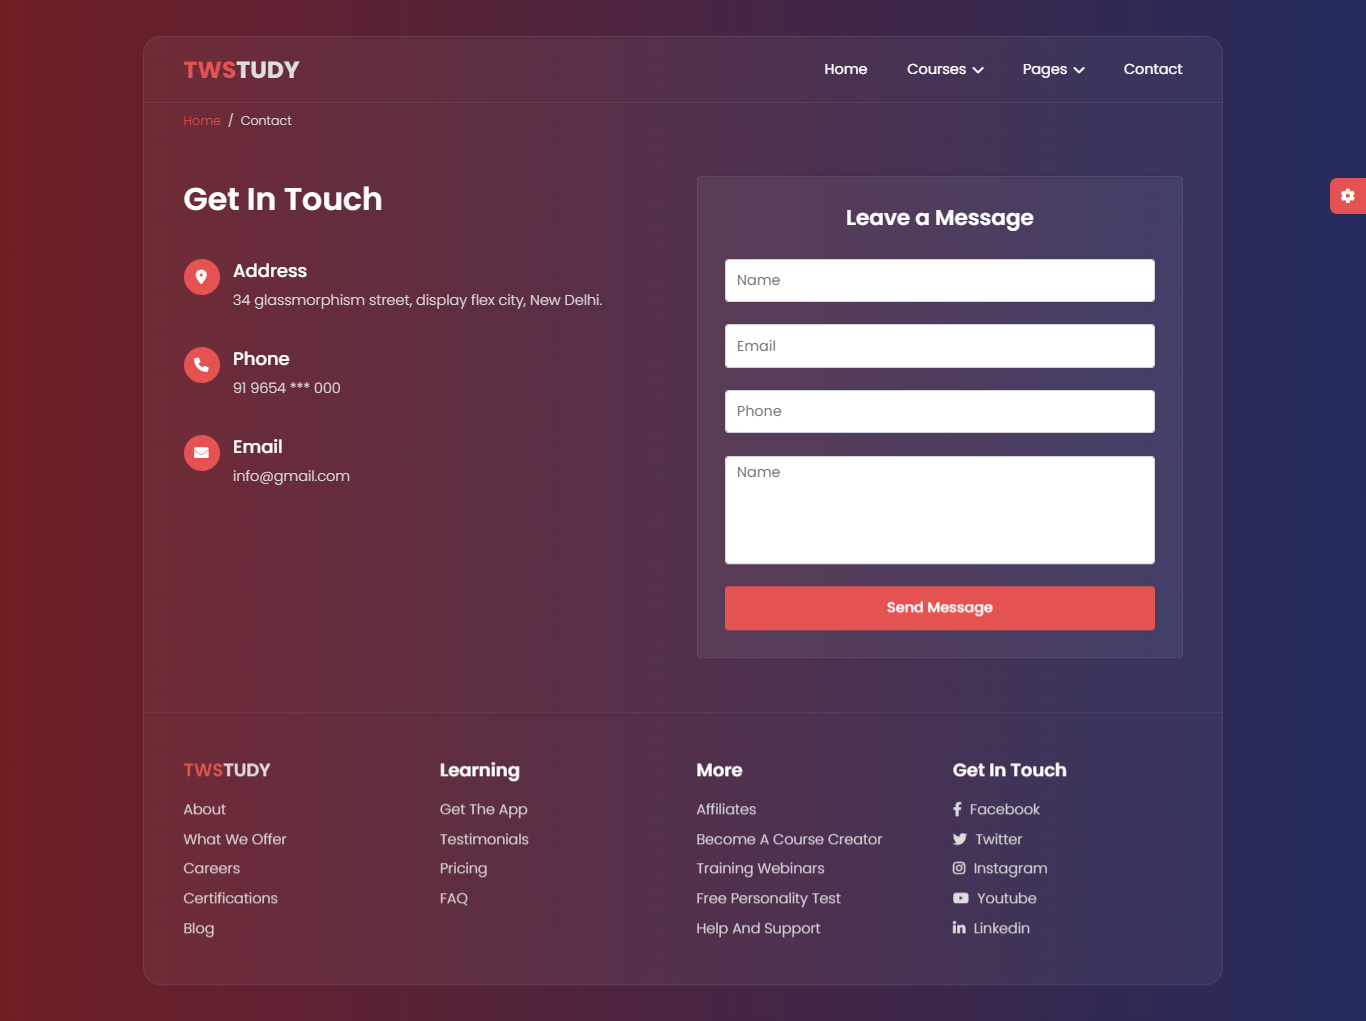 TWSTUDY
Home Courses Pages Contact
Home / Contact
Get In Touch
Address
34 glassmorphism street, display flex city, New Delhi.
Phone
91 9654 *** 000
Email
info@gmail.com
Leave a Message
Name
Email
Phone
Name
Send Message
TWSTUDY
About
What We Offer
Careers
Certifications
Blog
Learning
Get The App
Testimonials
Pricing
FAQ
More
Affiliates
Become A Course Creator
Training Webinars
Free Personality Test
Help And Support
Get In Touch
Facebook
Twitter
Instagram
Youtube
Linkedin